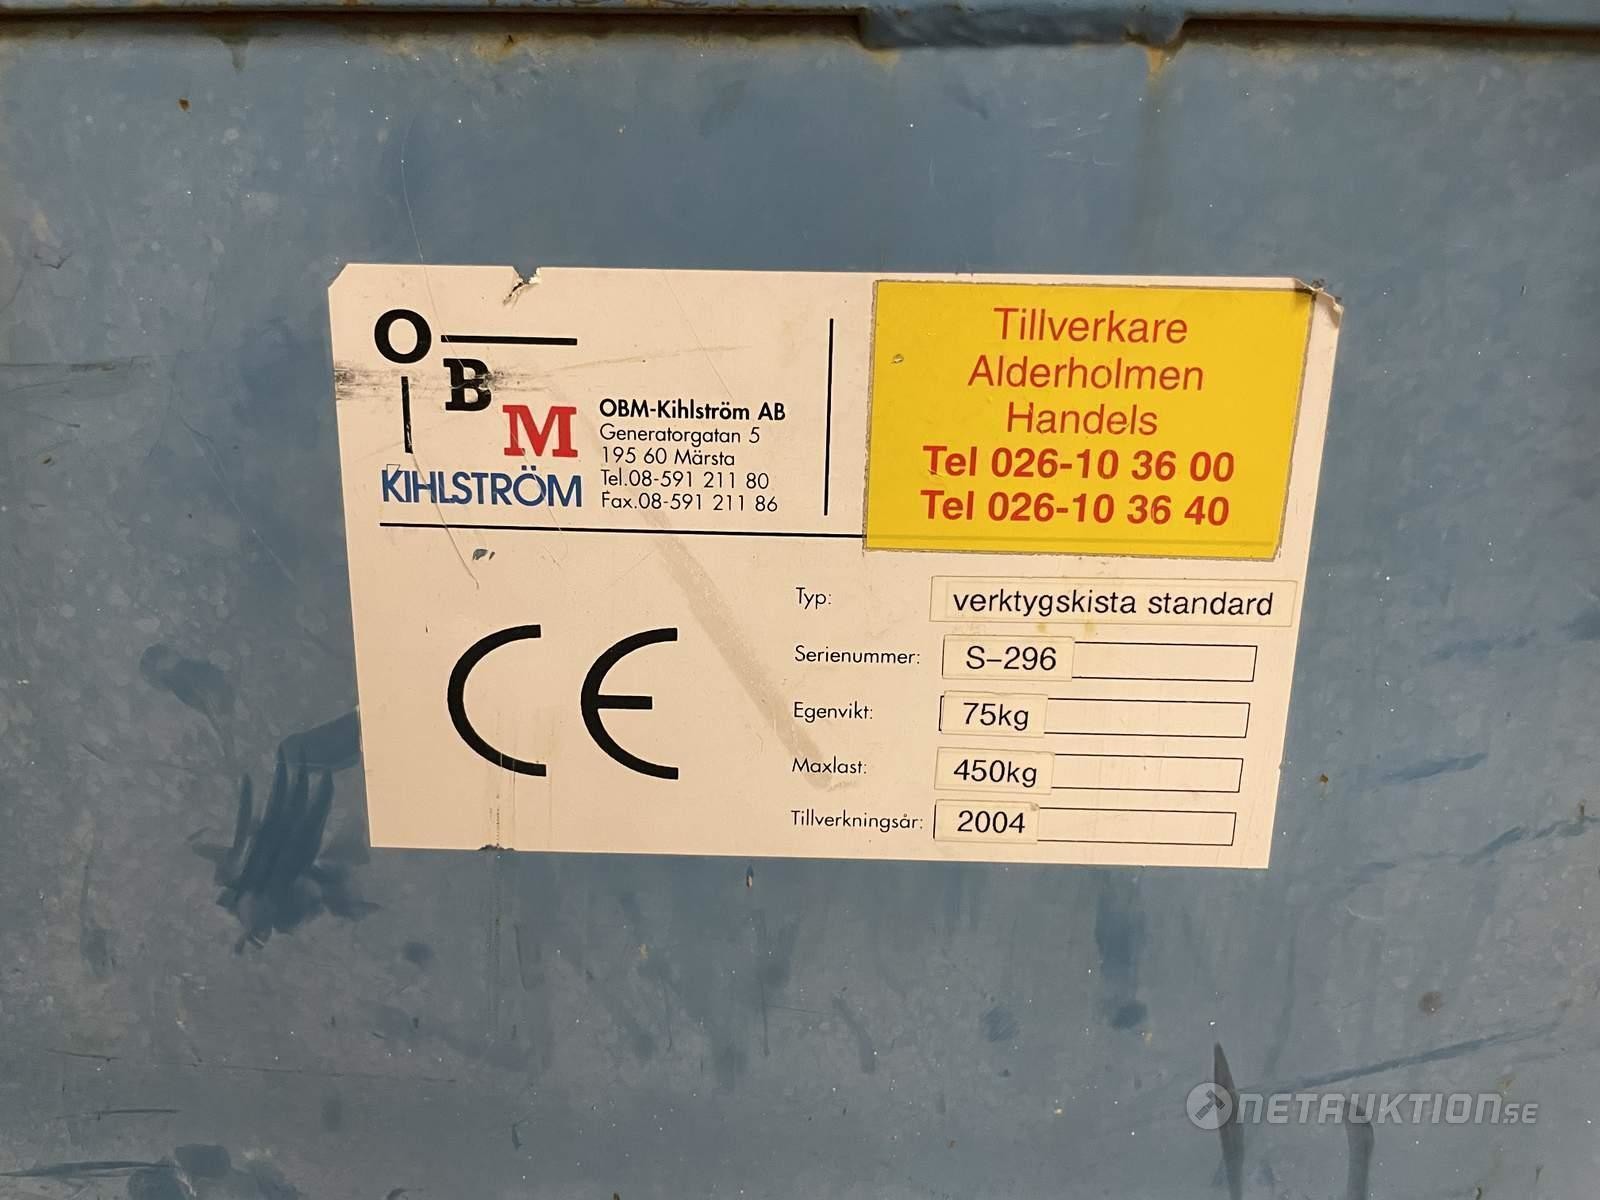 OBM
KIHLSTRÖM
OBM-Kihlström AB
Generatorgatan 5
195 60 Märsta
Tel.08-591 211 80
Fax.08-591 211 86
Tillverkare
Alderholmen
Handels
Tel 026-10 36 00
Tel 026-10 36 40
CE
Typ: verktygskista standard
Serienummer: S-296
Egenvikt: 75kg
Maxlast: 450kg
Tillverkningsår: 2004
NETAUKTION.SE